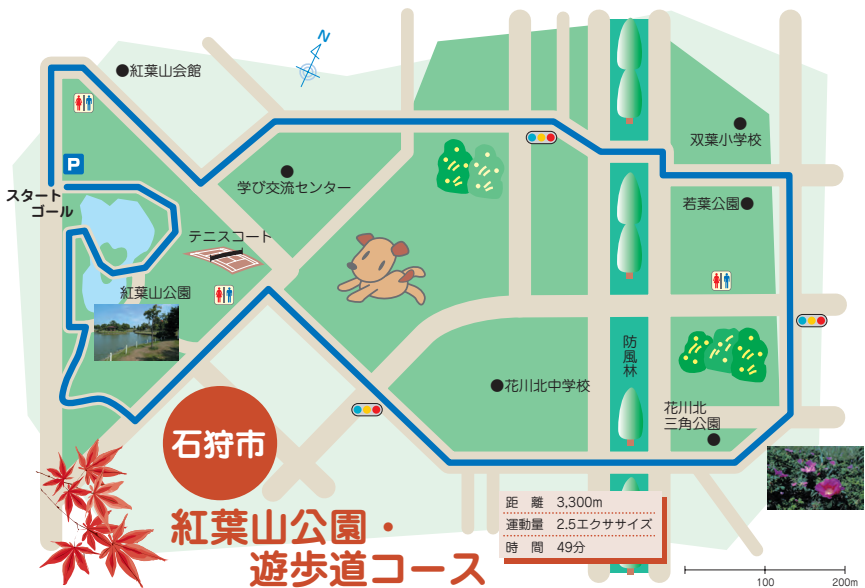 N
紅葉山会館
P
スタート
ゴール
学び交流センター
双葉小学校
若葉公園
テニスコート
紅葉山公園
防風林
花川北中学校
花川北
三角公園
石狩市
紅葉山公園・
遊歩道コース
距　離　3,300m
運動量　2.5エクササイズ
時　間　49分
100　200m